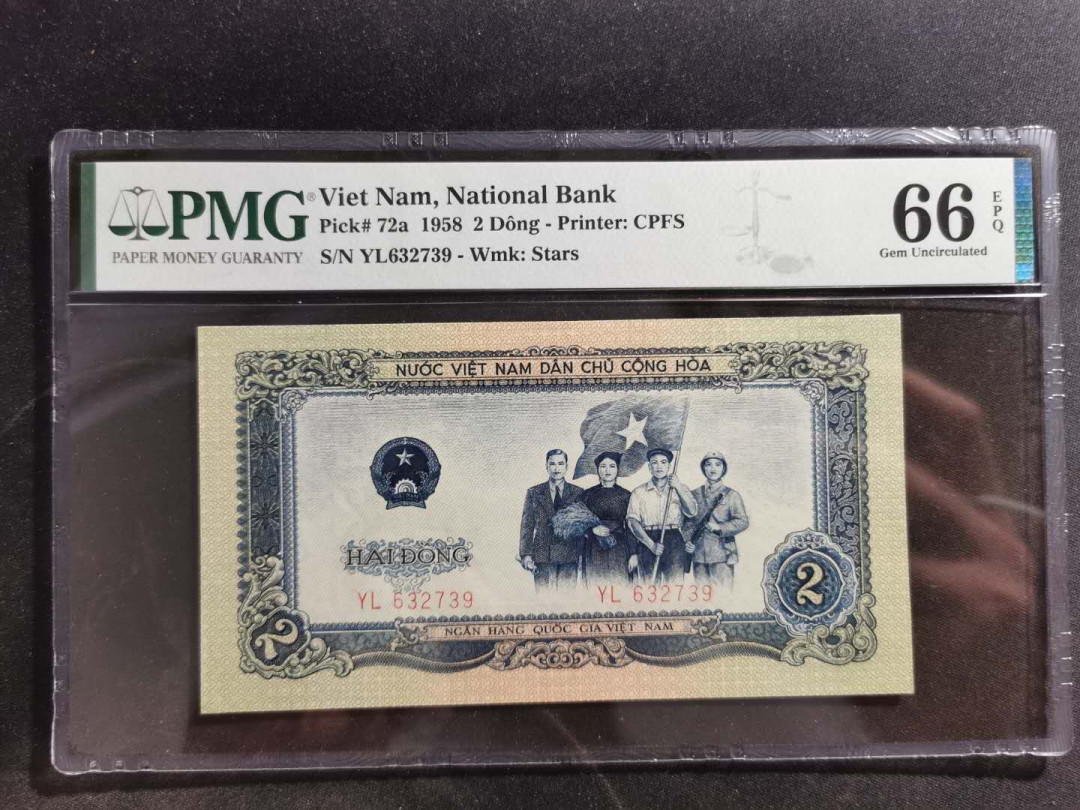 PMG®
PAPER MONEY GUARANTY
Viet Nam, National Bank
Pick# 72a 1958 2 Dông - Printer: CPFS
S/N YL632739 - Wmk: Stars
66
EPQ
Gem Uncirculated
NƯỚC VIỆT NAM DÂN CHỦ CỘNG HÒA
HAI ĐỒNG
YL 632739
YL 632739
2
2
NGÂN HÀNG QUỐC GIA VIỆT NAM